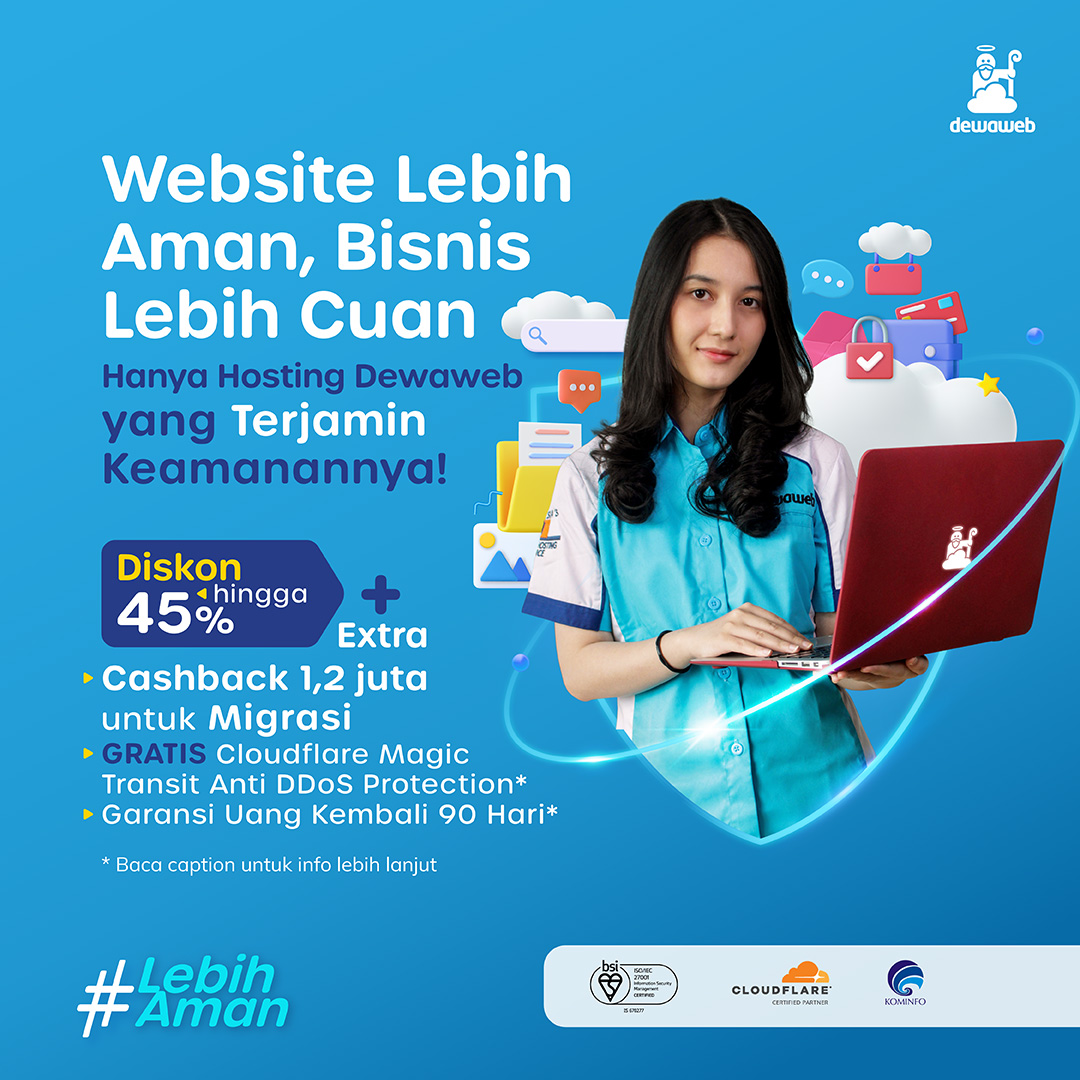 dewaweb
Website Lebih
Aman, Bisnis
Lebih Cuan
Hanya Hosting Dewaweb
yang Terjamin
Keamanannya!
Diskon
hingga
45%
+
Extra
Cashback 1,2 juta
untuk Migrasi
GRATIS Cloudflare Magic
Transit Anti DDoS Protection*
Garansi Uang Kembali 90 Hari*
* Baca caption untuk info lebih lanjut
#Lebih
Aman
bsi.
ISO/IEC
27001
Information Security
Management
CERTIFIED
IS 670277
CLOUDFLARE
CERTIFIED PARTNER
KOMINFO